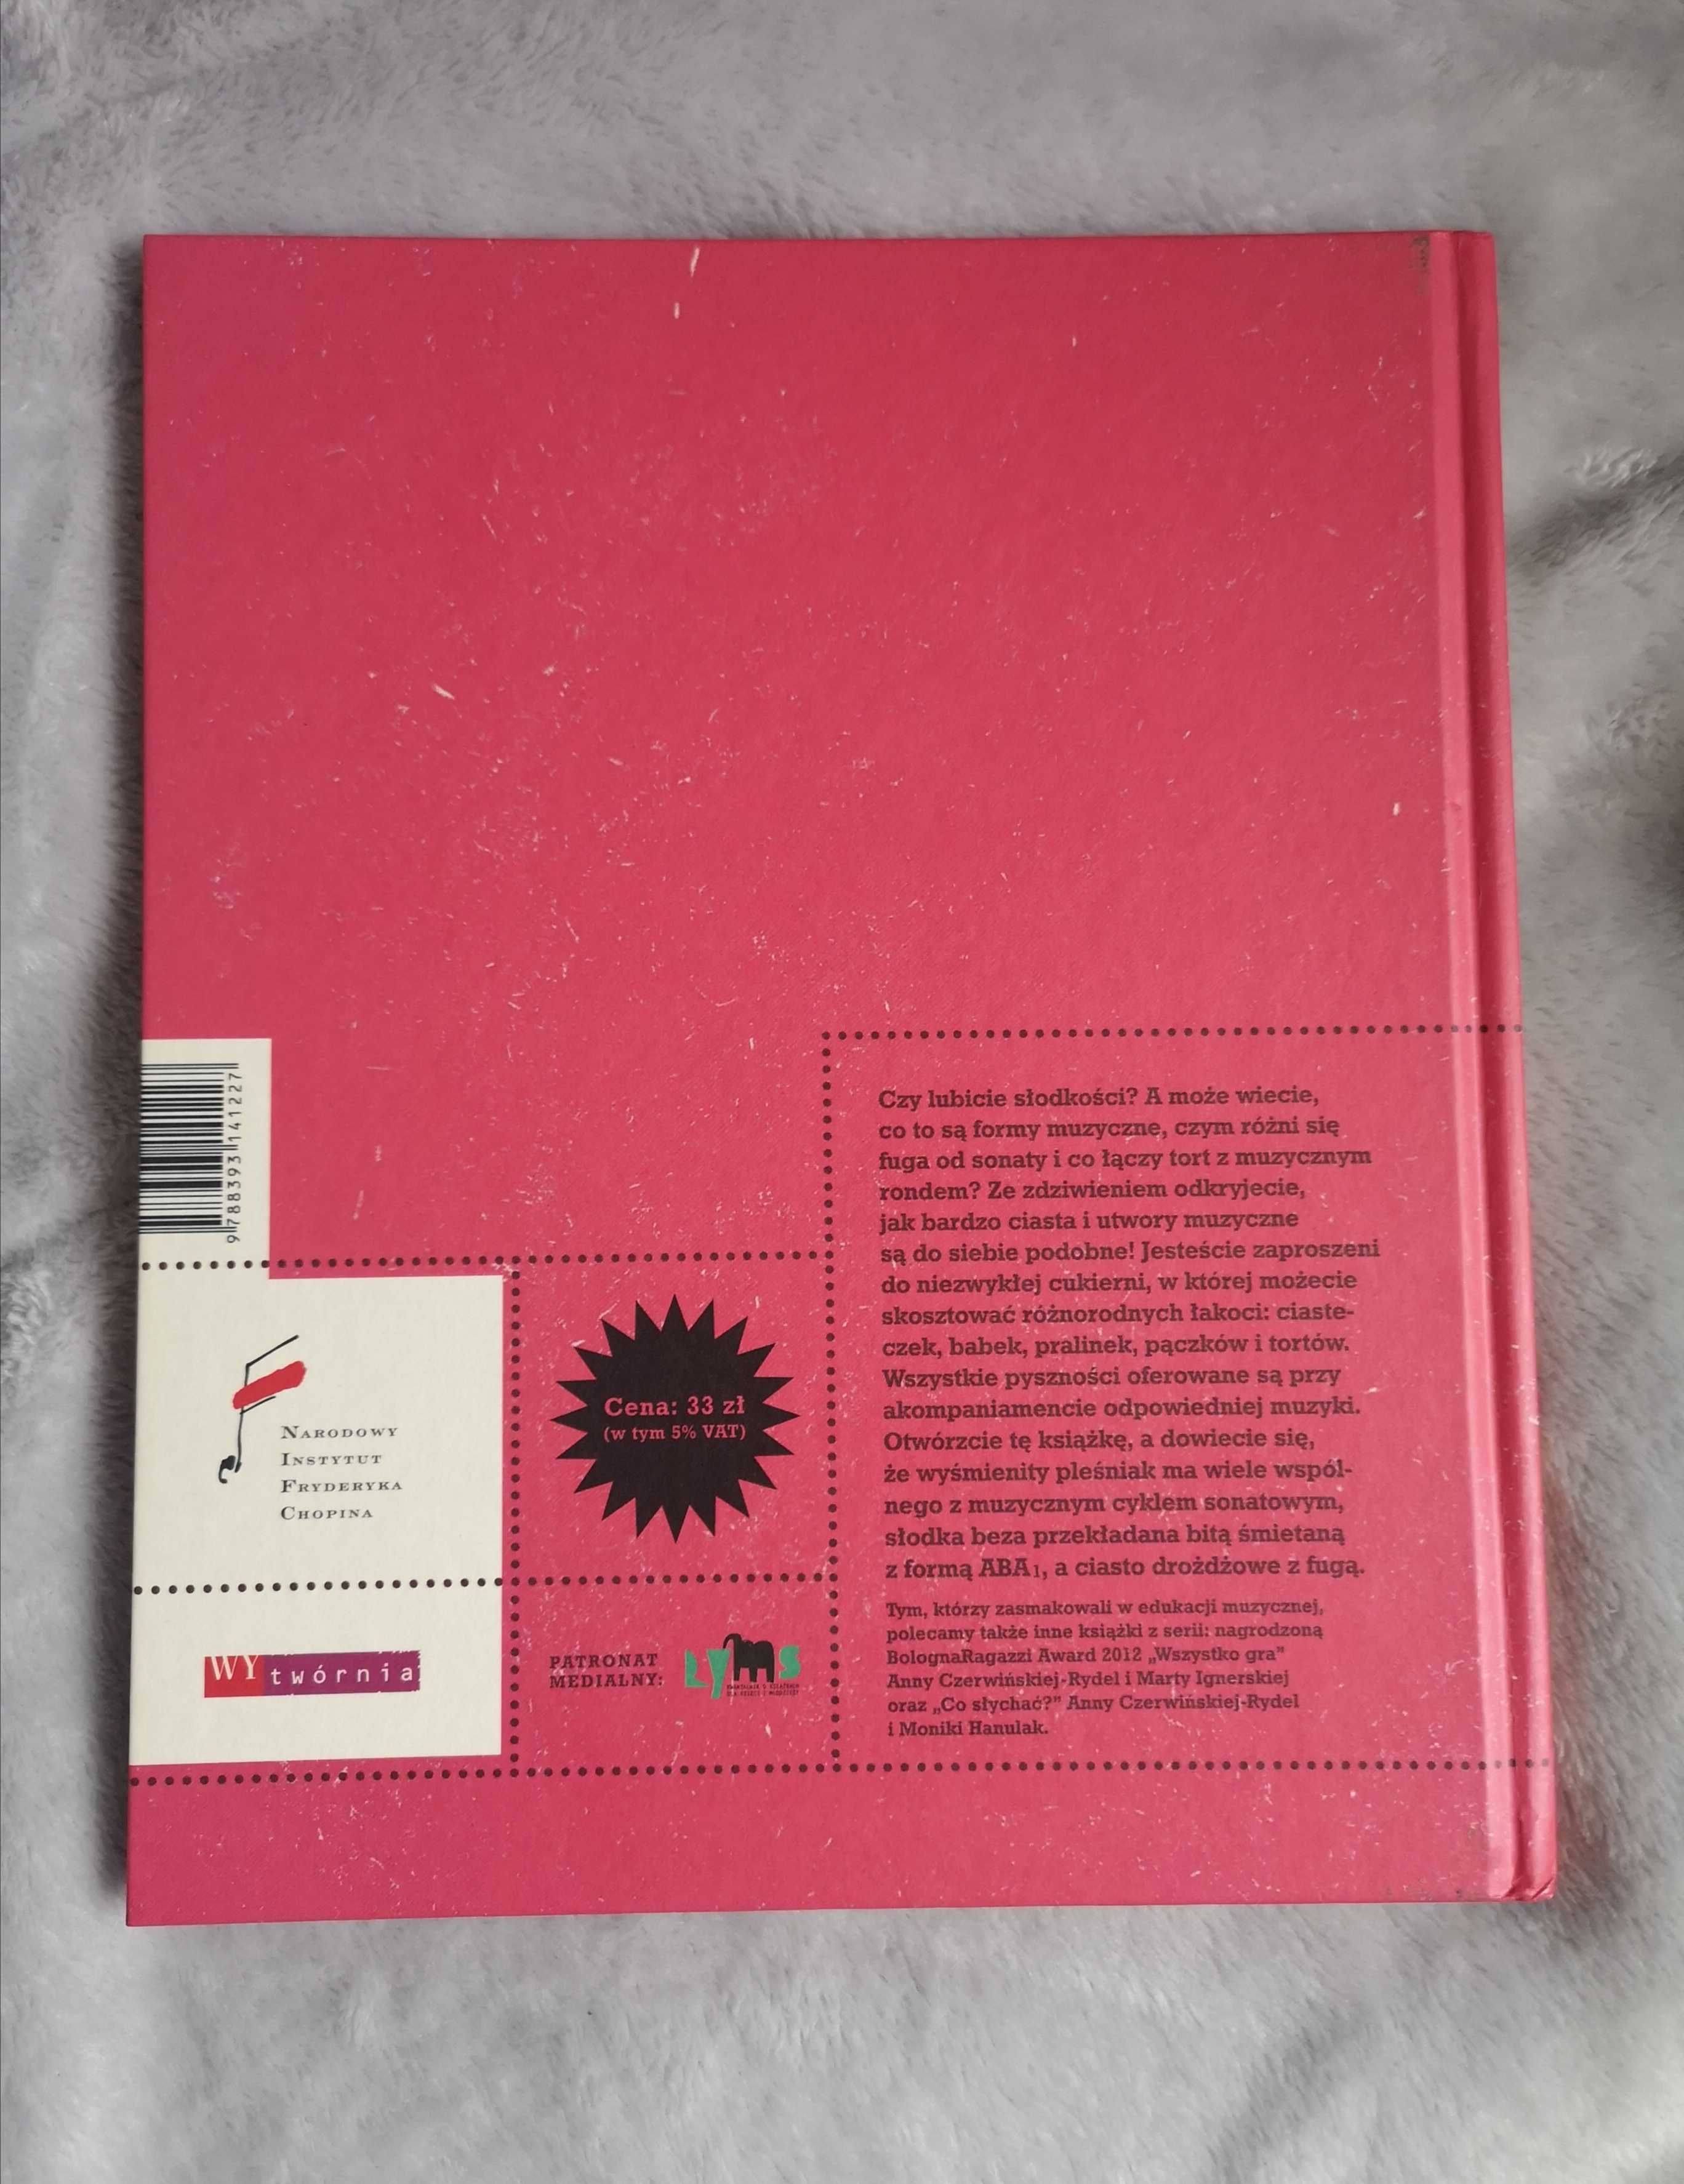 Czy lubicie słodkości? A może wiecie,
co to są formy muzyczne, czym różni się
fuga od sonaty i co łączy tort z muzycznym
rondem? Ze zdziwieniem odkryjecie,
jak bardzo ciasta i utwory muzyczne
są do siebie podobne! Jesteście zaproszeni
do niezwykłej cukierni, w której możecie
skosztować różnorodnych łakoci: ciaste-
czek, babek, pralinek, pączków i tortów.
Wszystkie pyszności oferowane są przy
akompaniamencie odpowiedniej muzyki.
Otwórzcie tę książkę, a dowiecie się,
że wyśmienity pleśniak ma wiele wspól-
nego z muzycznym cyklem sonatowym,
słodka beza przekładana bitą śmietaną
z formą ABA1, a ciasto drożdżowe z fugą.
Tym, którzy zasmakowali w edukacji muzycznej,
polecamy także inne książki z serii: nagrodzoną
BolognaRagazzi Award 2012 „Wszystko gra”
Anny Czerwińskiej-Rydel i Marty Ignerskiej
oraz „Co słychać?” Anny Czerwińskiej-Rydel
i Moniki Hanulak.
9788393141227
NARODOWY
INSTYTUT
FRYDERYKA
CHOPINA
Cena: 33 zł
(w tym 5% VAT)
WYtwórnia
PATRONAT
MEDIALNY: